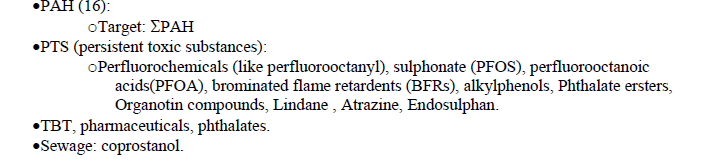 •PAH (16):
oTarget: ΣPAH
•PTS (persistent toxic substances):
oPerfluorochemicals (like perfluorooctanyl), sulphonate (PFOS), perfluorooctanoic
acids(PFOA), brominated flame retardents (BFRs), alkylphenols, Phthalate ersters,
Organotin compounds, Lindane , Atrazine, Endosulphan.
•TBT, pharmaceuticals, phthalates.
•Sewage: coprostanol.